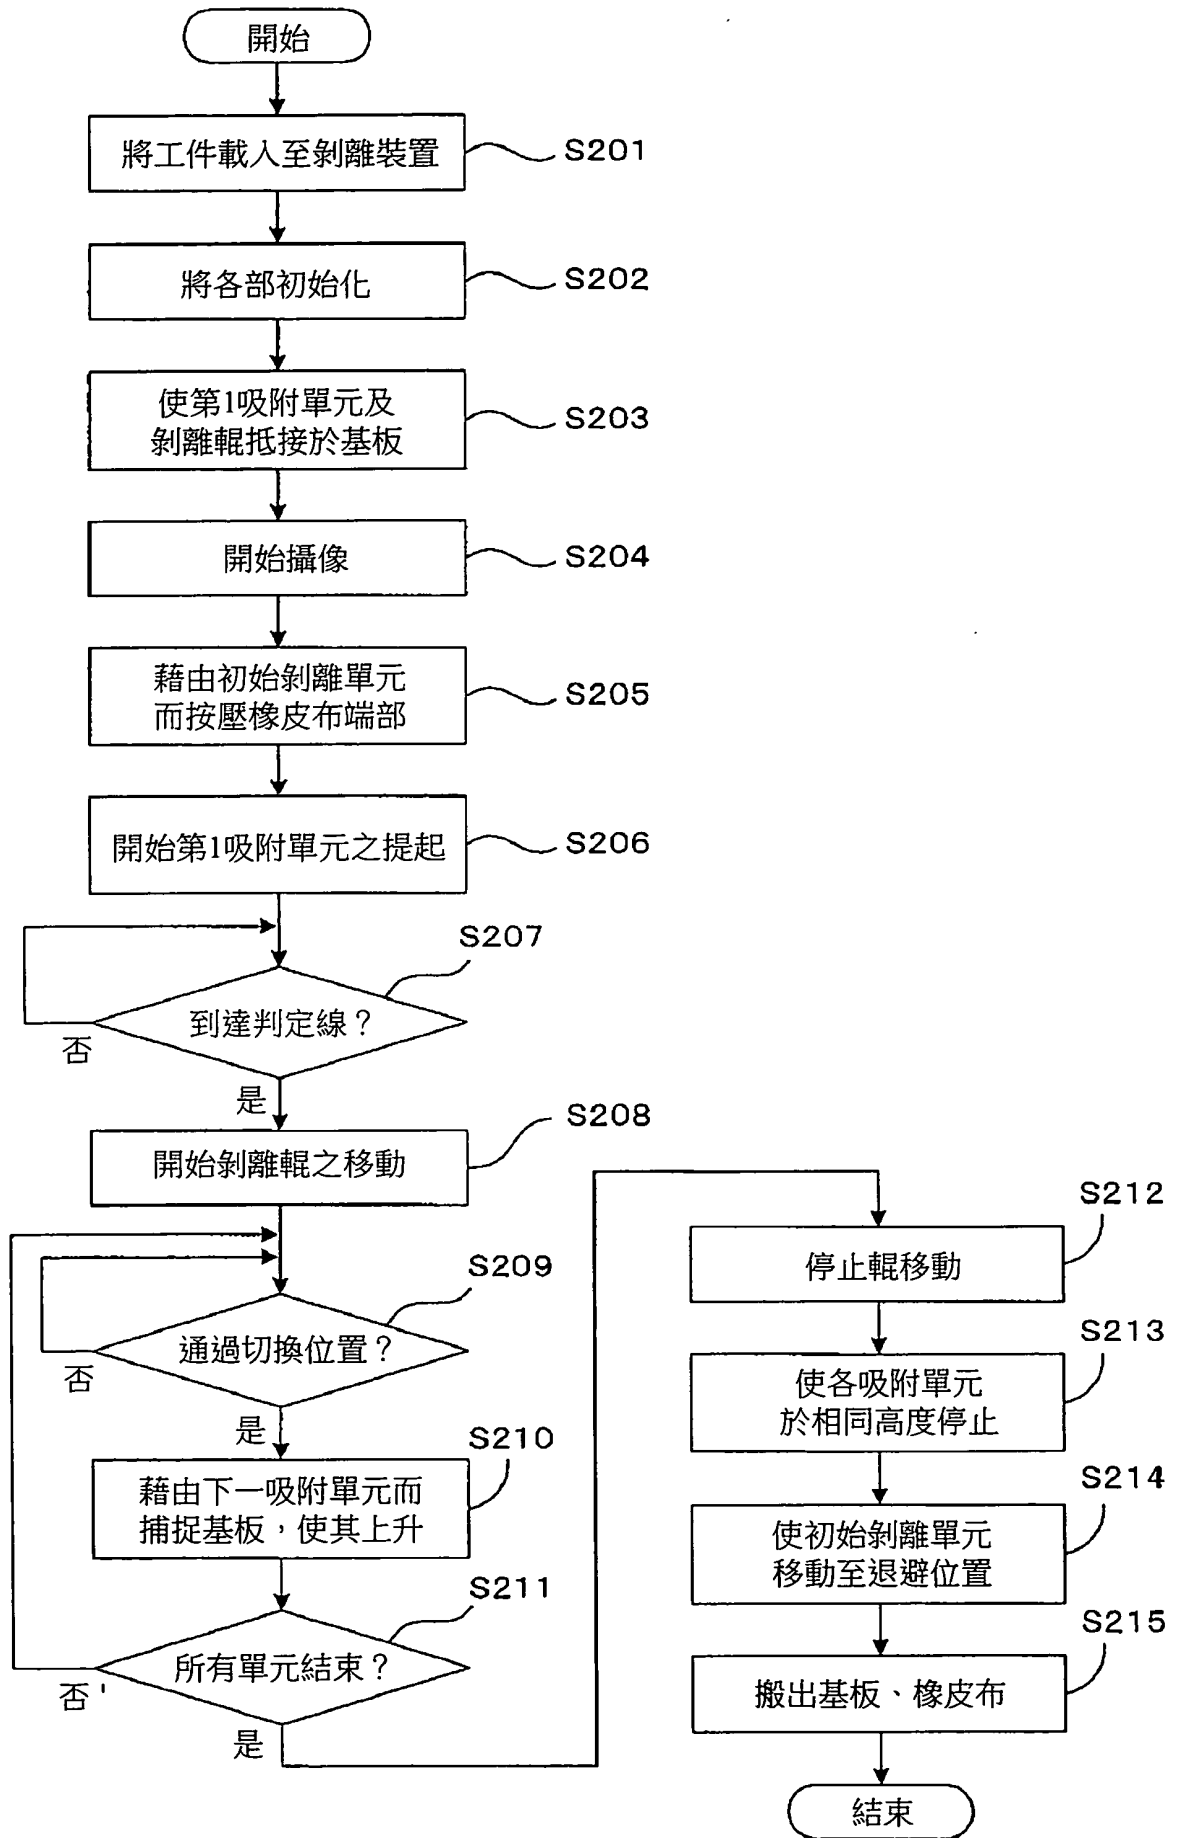 開始
將工件載入至剝離裝置
S201
將各部初始化
S202
使第1吸附單元及
剝離輥抵接於基板
S203
開始攝像
S204
藉由初始剝離單元
而按壓橡皮布端部
S205
開始第1吸附單元之提起
S206
S207
到達判定線？
否
是
S208
開始剝離輥之移動
S209
通過切換位置？
否
是
S210
藉由下一吸附單元而
捕捉基板，使其上升
S211
所有單元結束？
否
是
S212
停止輥移動
S213
使各吸附單元
於相同高度停止
S214
使初始剝離單元
移動至退避位置
S215
搬出基板、橡皮布
結束